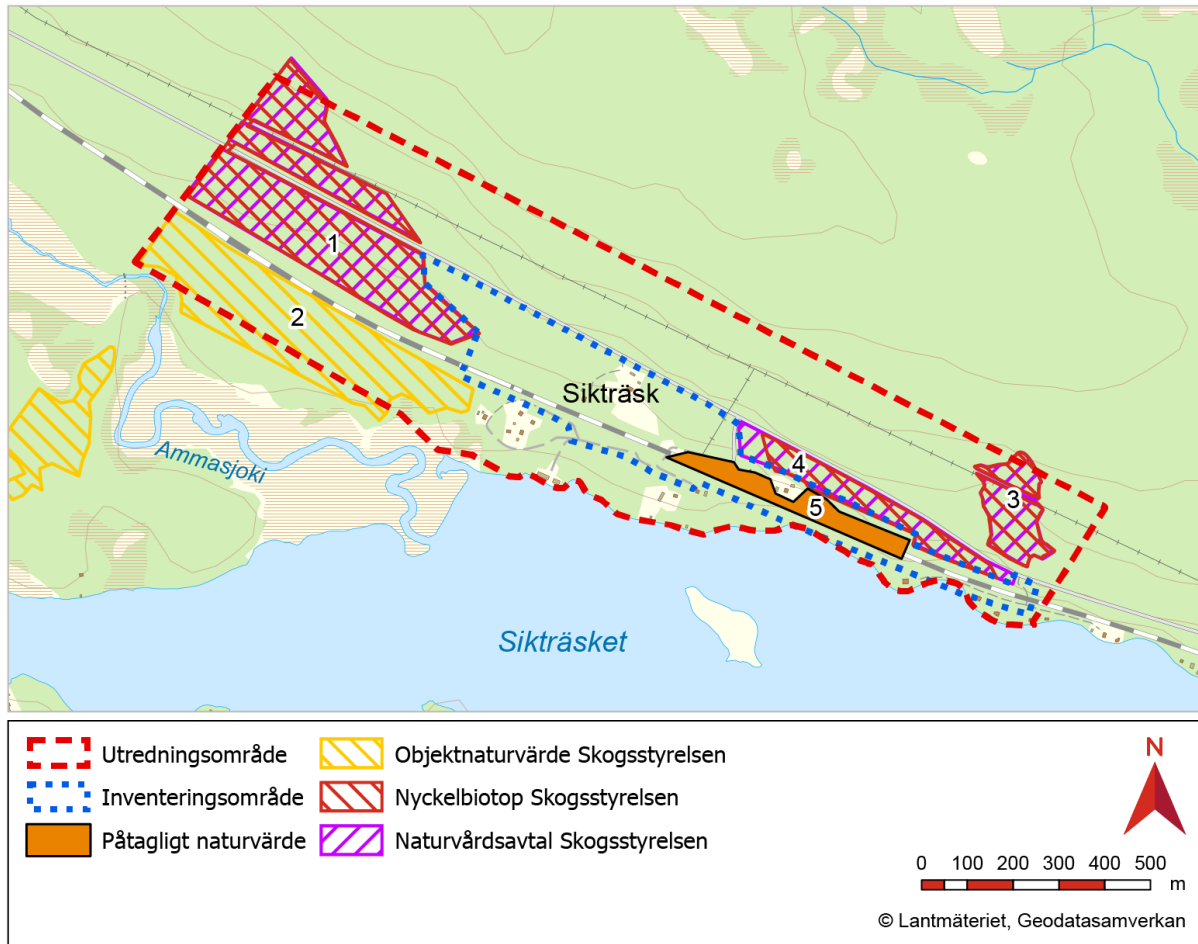 1
2
Sikträsk
4
3
5
Ammasjoki
Sikträsket
Utredningsområde
Inventeringsområde
Påtagligt naturvärde
Objektnaturvärde Skogsstyrelsen
Nyckelbiotop Skogsstyrelsen
Naturvårdsavtal Skogsstyrelsen
N
0 100 200 300 400 500
m
© Lantmäteriet, Geodatasamverkan